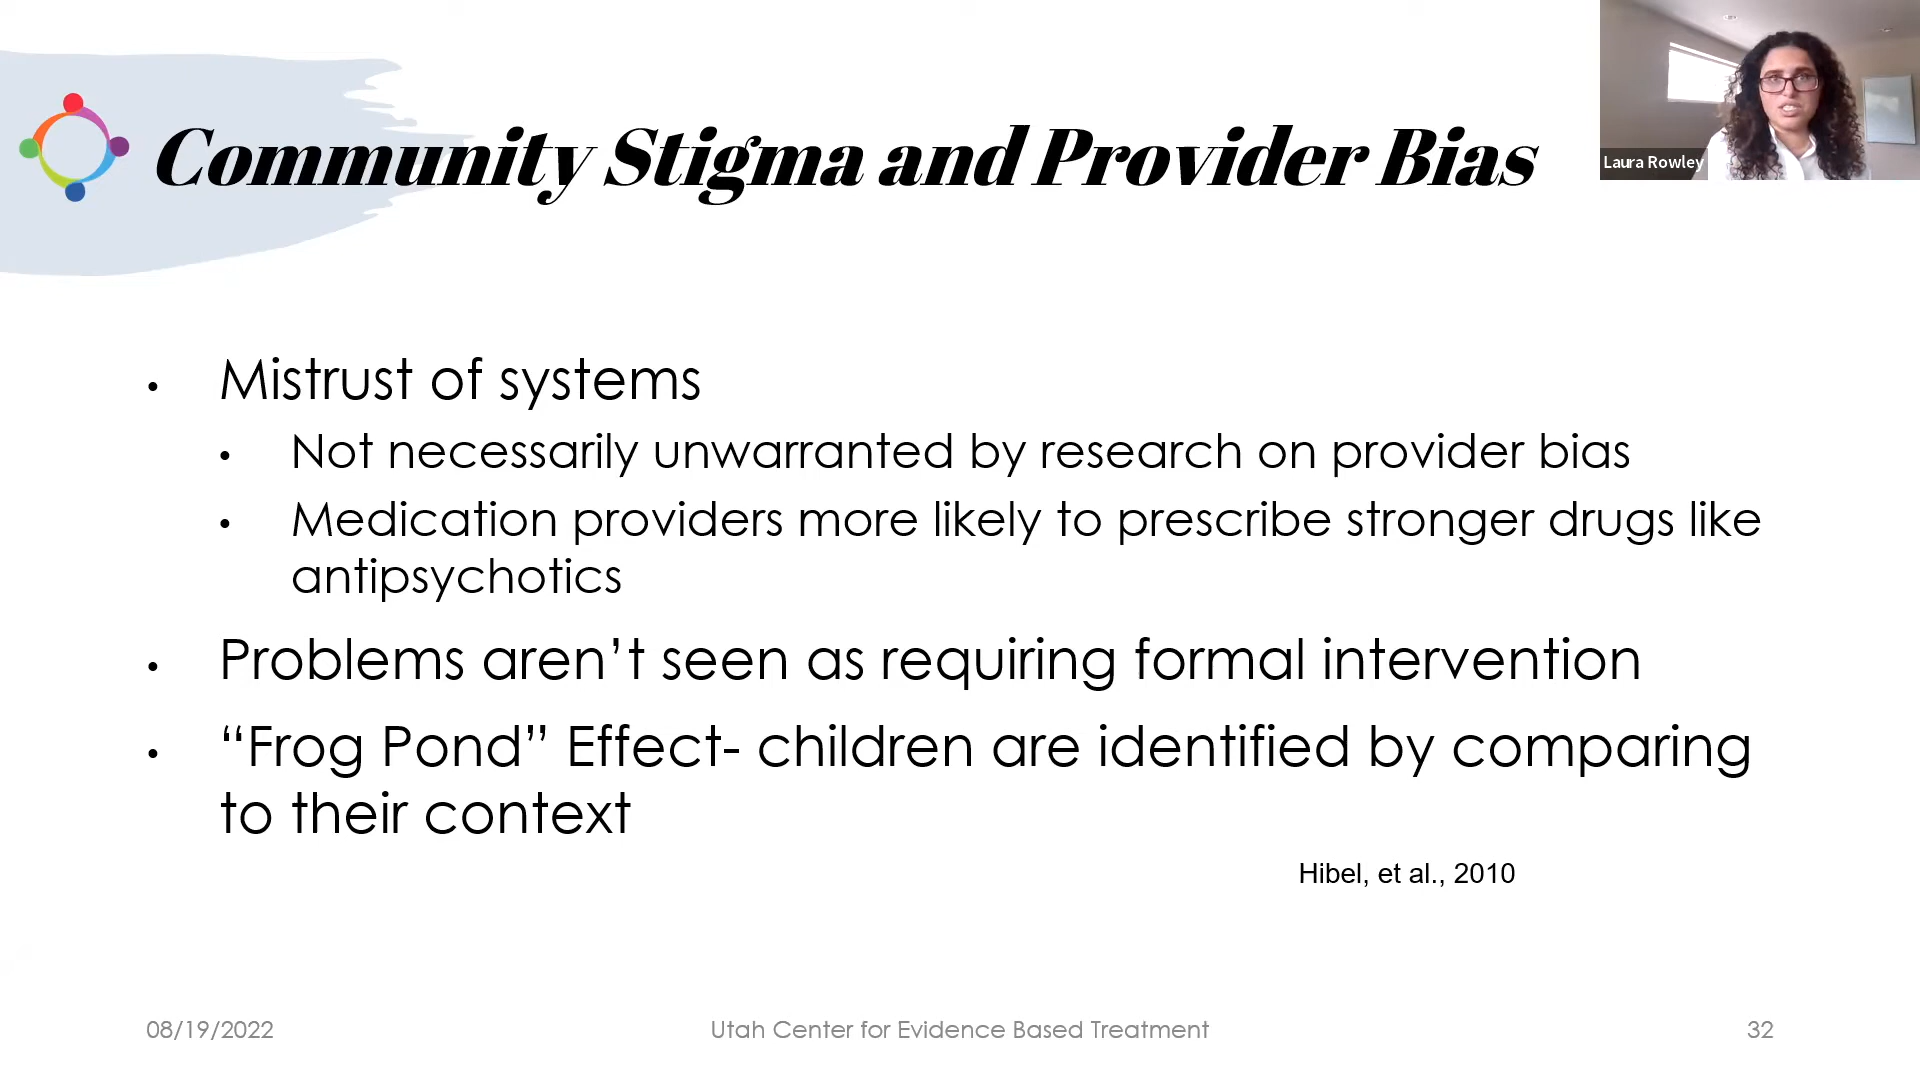 Community Stigma and Provider Bias
Laura Rowley
• Mistrust of systems
• Not necessarily unwarranted by research on provider bias
• Medication providers more likely to prescribe stronger drugs like
antipsychotics
• Problems aren’t seen as requiring formal intervention
• “Frog Pond” Effect- children are identified by comparing
to their context
Hibel, et al., 2010
08/19/2022
Utah Center for Evidence Based Treatment
32